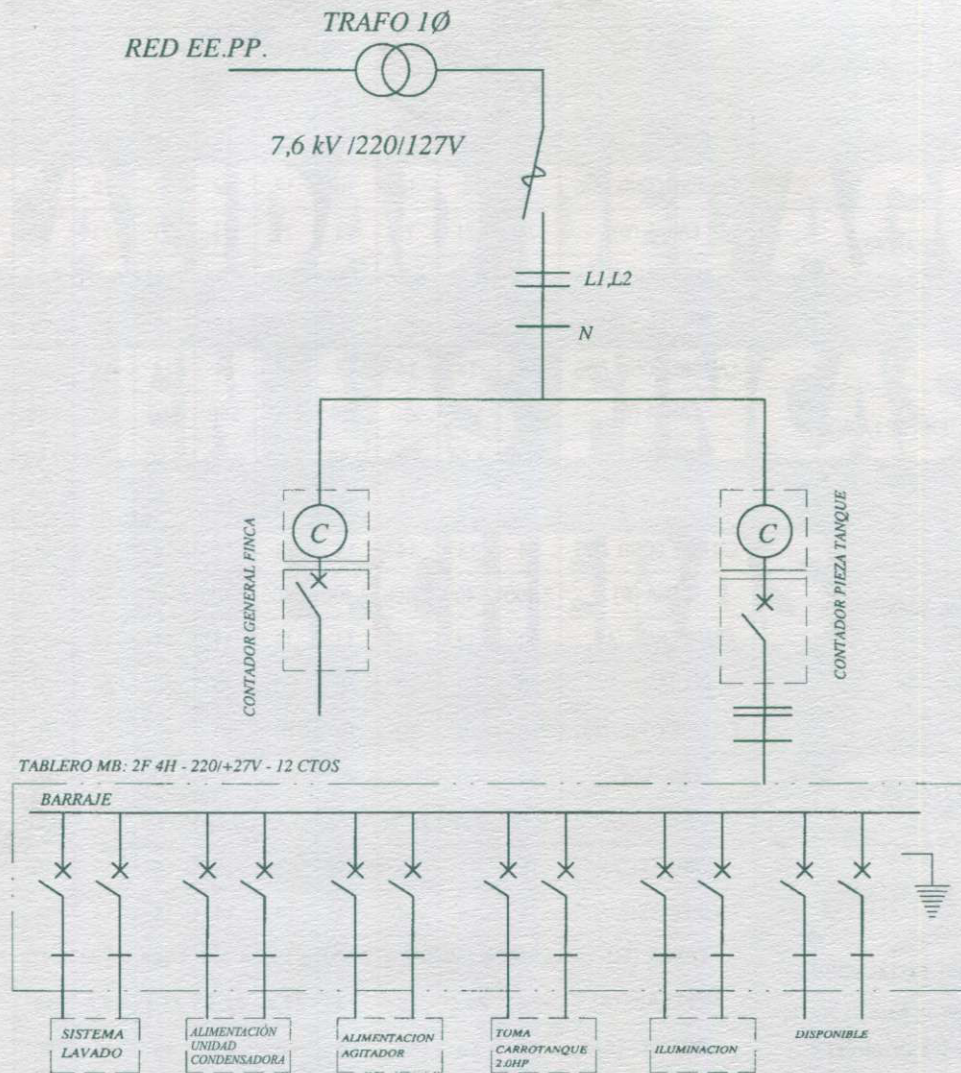 TRAFO 1Ø
RED EE.PP.
7,6 kV /220/127V
L1,L2
N
CONTADOR GENERAL FINCA
C
C
CONTADOR PIEZA TANQUE
TABLERO MB: 2F 4H - 220/+27V - 12 CTOS
BARRAJE
SISTEMA
LAVADO
ALIMENTACIÓN
UNIDAD
CONDENSADORA
ALIMENTACION
AGITADOR
TOMA
CARROTANQUE
2.0HP
ILUMINACION
DISPONIBLE